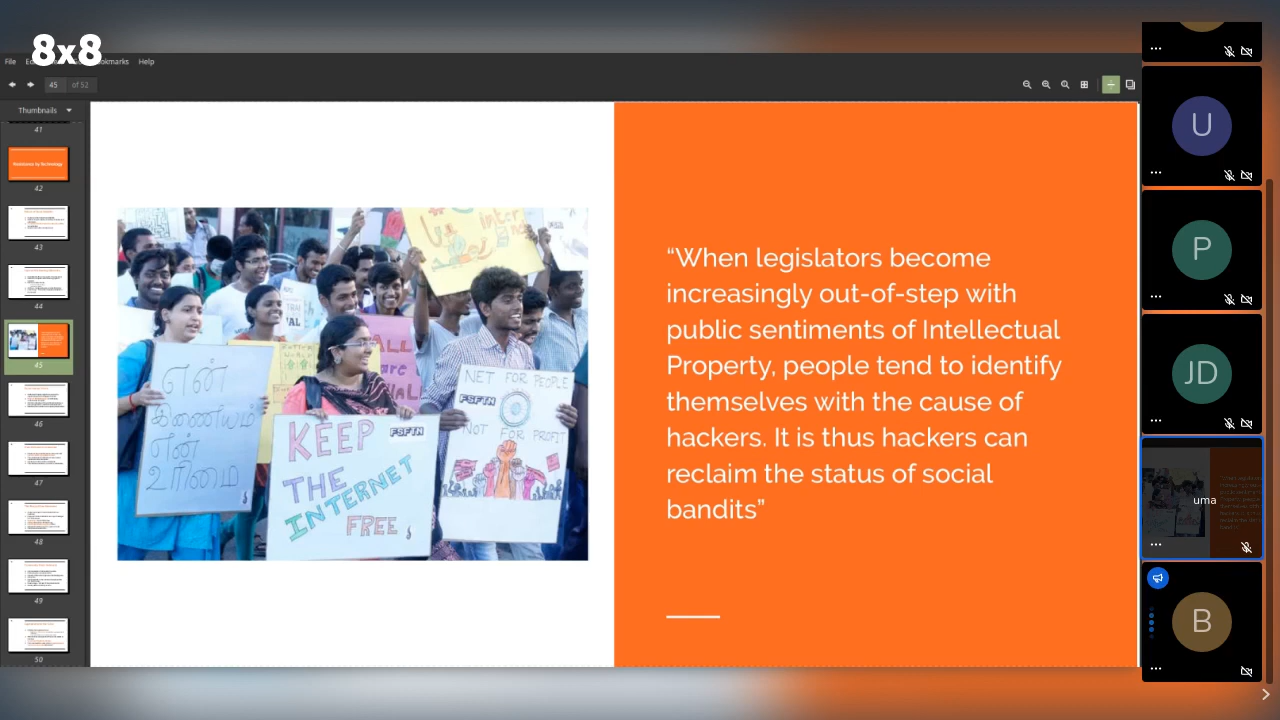 8x8
File
Help
45 of 52
Thumbnails
41
42
43
44
45
46
47
48
49
50
“When legislators become
increasingly out-of-step with
public sentiments of Intellectual
Property, people tend to identify
themselves with the cause of
hackers. It is thus hackers can
reclaim the status of social
bandits”
என்
இணையம்
என்
உரிமை
KEEP
FSFTN
THE
INTERNET
FREE
NET FOR PEOPLE
FSFTN
NOT FOR PROFIT
U
P
JD
uma
B